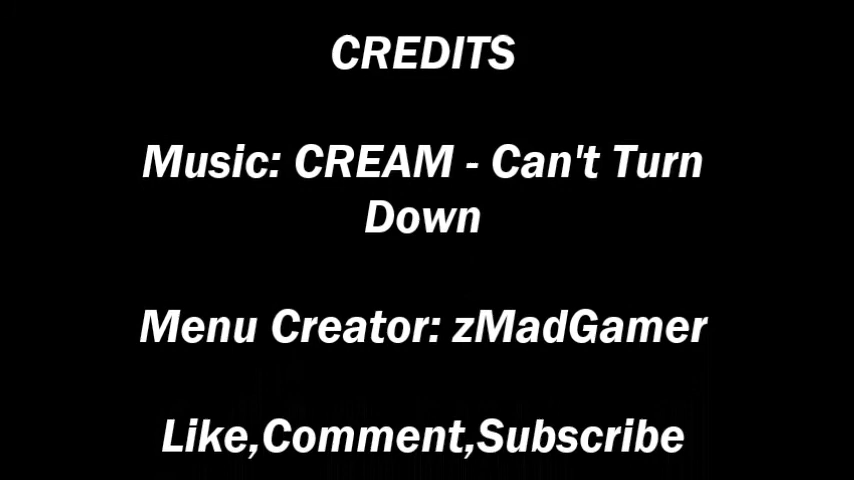 CREDITS
Music: CREAM - Can't Turn
Down
Menu Creator: zMadGamer
Like,Comment,Subscribe